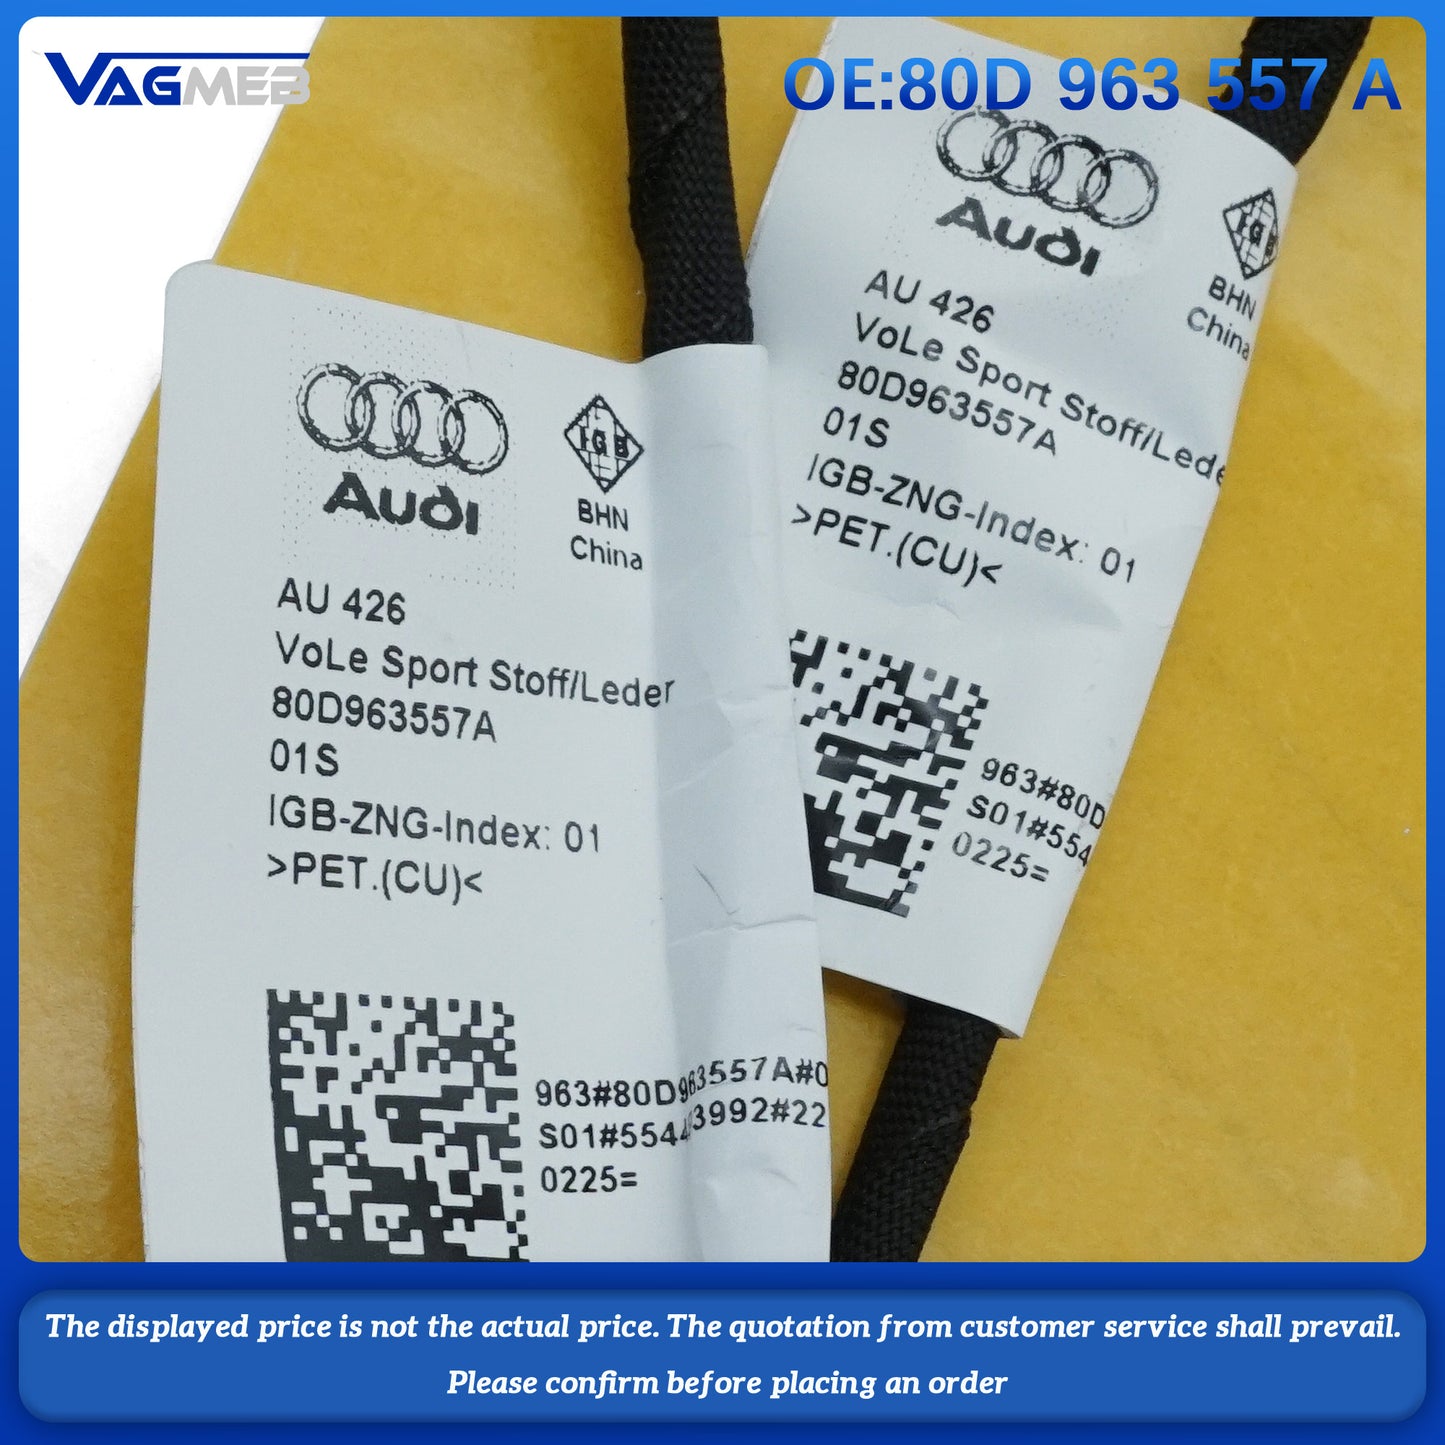 VAGMEB
OE:80D 963 557 A
Audi
IGB
BHN
China
AU 426
VoLe Sport Stoff/Leder
80D963557A
01S
IGB-ZNG-Index: 01
>PET.(CU)<
963#80D963557A#0
S01#554403992#22
0225=
Audi
IGB
BHN
China
AU 426
VoLe Sport Stoff/Lede
80D963557A
01S
IGB-ZNG-Index: 01
>PET.(CU)<
963#80D
S01#554
0225=
The displayed price is not the actual price. The quotation from customer service shall prevail.
Please confirm before placing an order